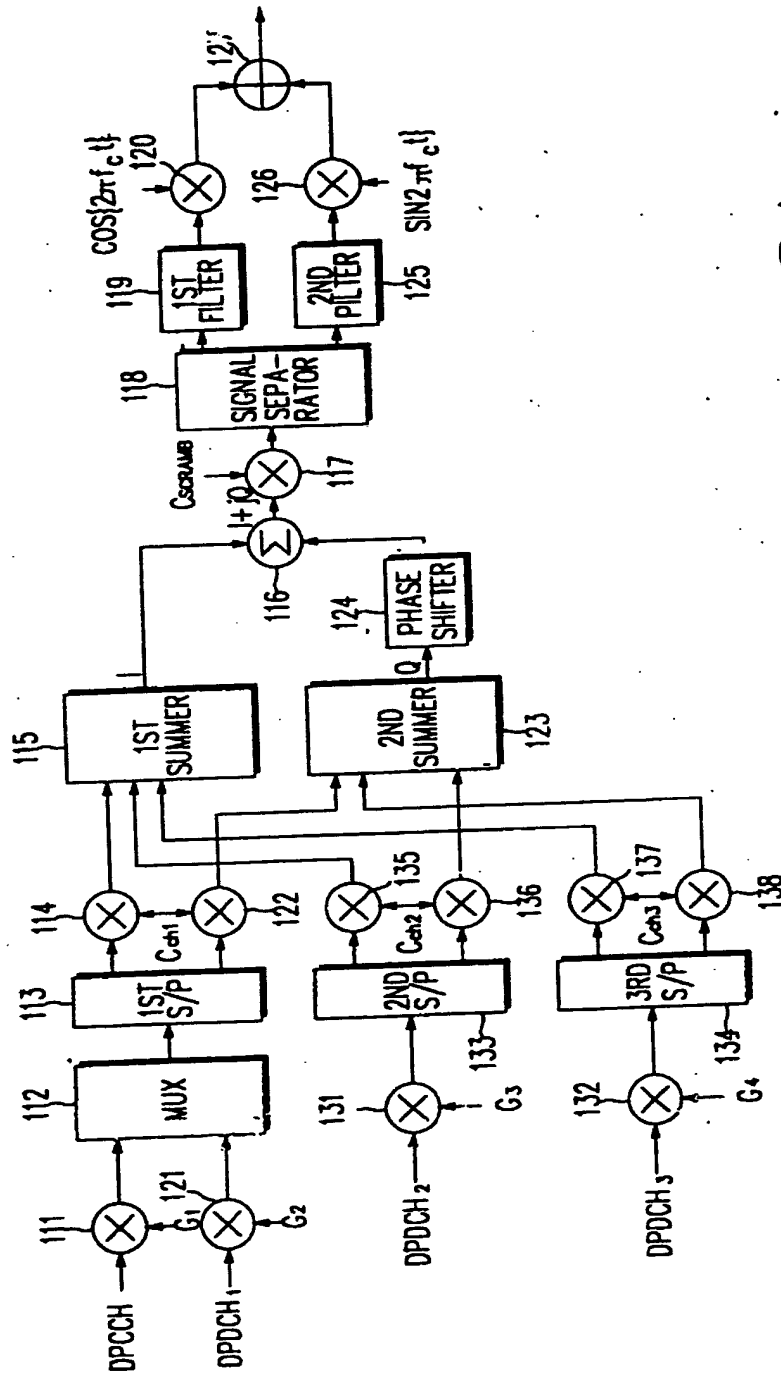 DPCCH
111
G1
DPDCH1
121
G2
112
MUX
113
1ST
S/P
114
Cch1
122
115
1ST
SUMMER
I
DPDCH2
131
G3
2ND
S/P
133
135
Cch2
136
2ND
SUMMER
123
Q
124
PHASE
SHIFTER
DPDCH3
132
G4
3RD
S/P
134
137
Cch3
138
116
Σ
I+jQ
CSCRAMB
117
118
SIGNAL
SEPA-
RATOR
119
1ST
FILTER
COS{2πfct}
120
2ND
PILTER
125
126
SIN2πfct}